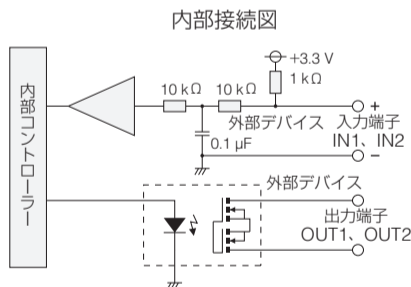 内部接続図
+3.3 V
1 kΩ
10 kΩ
10 kΩ
+
外部デバイス
入力端子
IN1、IN2
0.1 µF
−
内部コントローラー
外部デバイス
出力端子
OUT1、OUT2